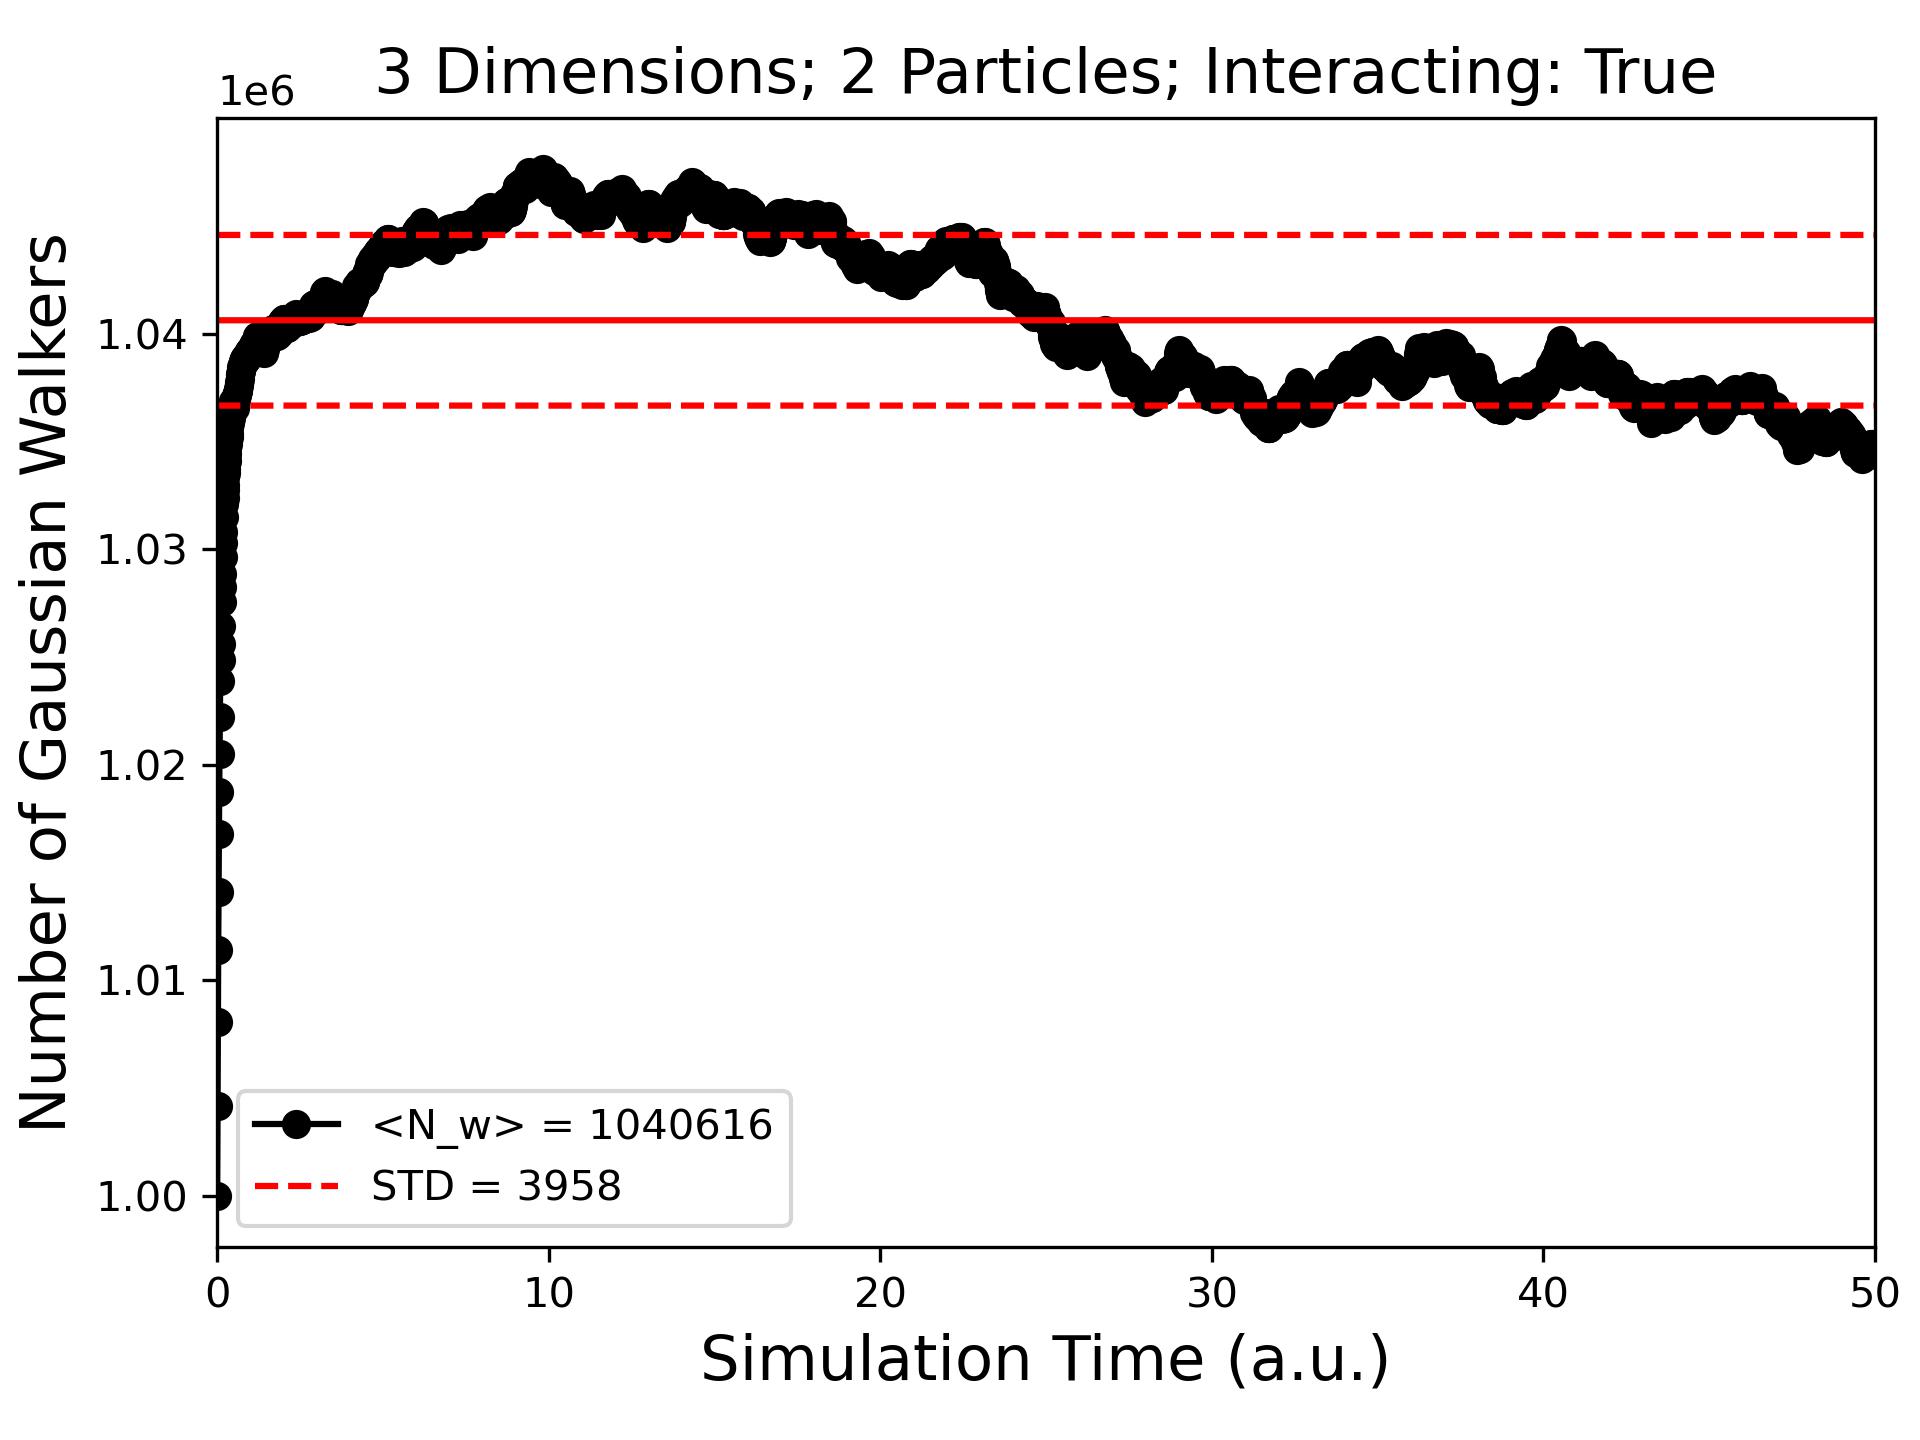 3 Dimensions; 2 Particles; Interacting: True
1e6
Number of Gaussian Walkers
1.04
1.03
1.02
1.01
1.00
<N_w> = 1040616
STD = 3958
0 10 20 30 40 50
Simulation Time (a.u.)